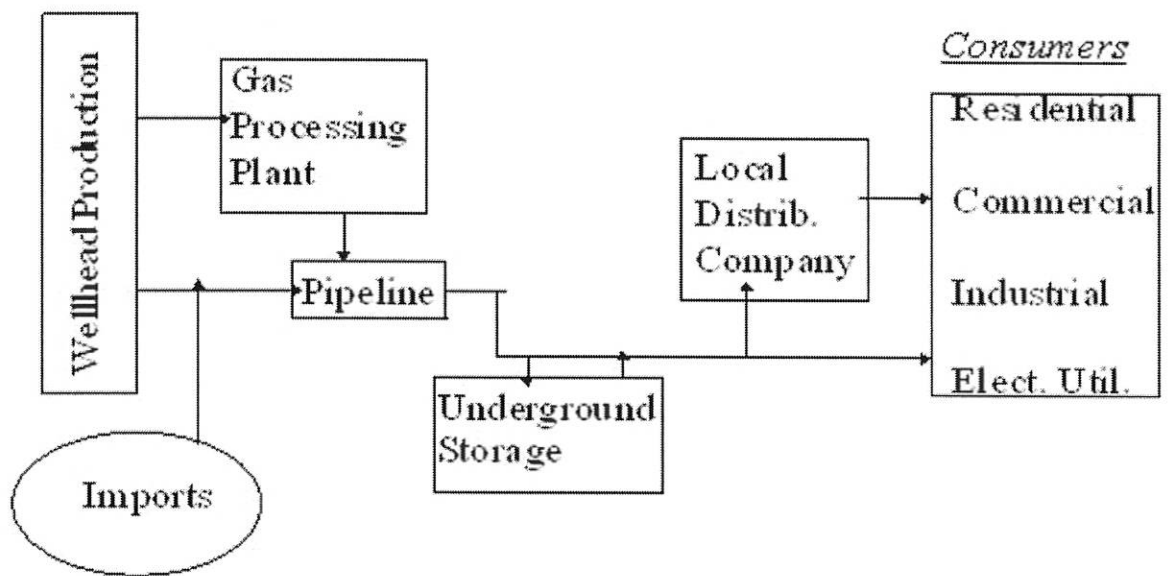 Wellhead Production
Gas
Processing
Plant
Pipeline
Imports
Underground
Storage
Local
Distrib.
Company
Consumers
Residential
Commercial
Industrial
Elect. Util.